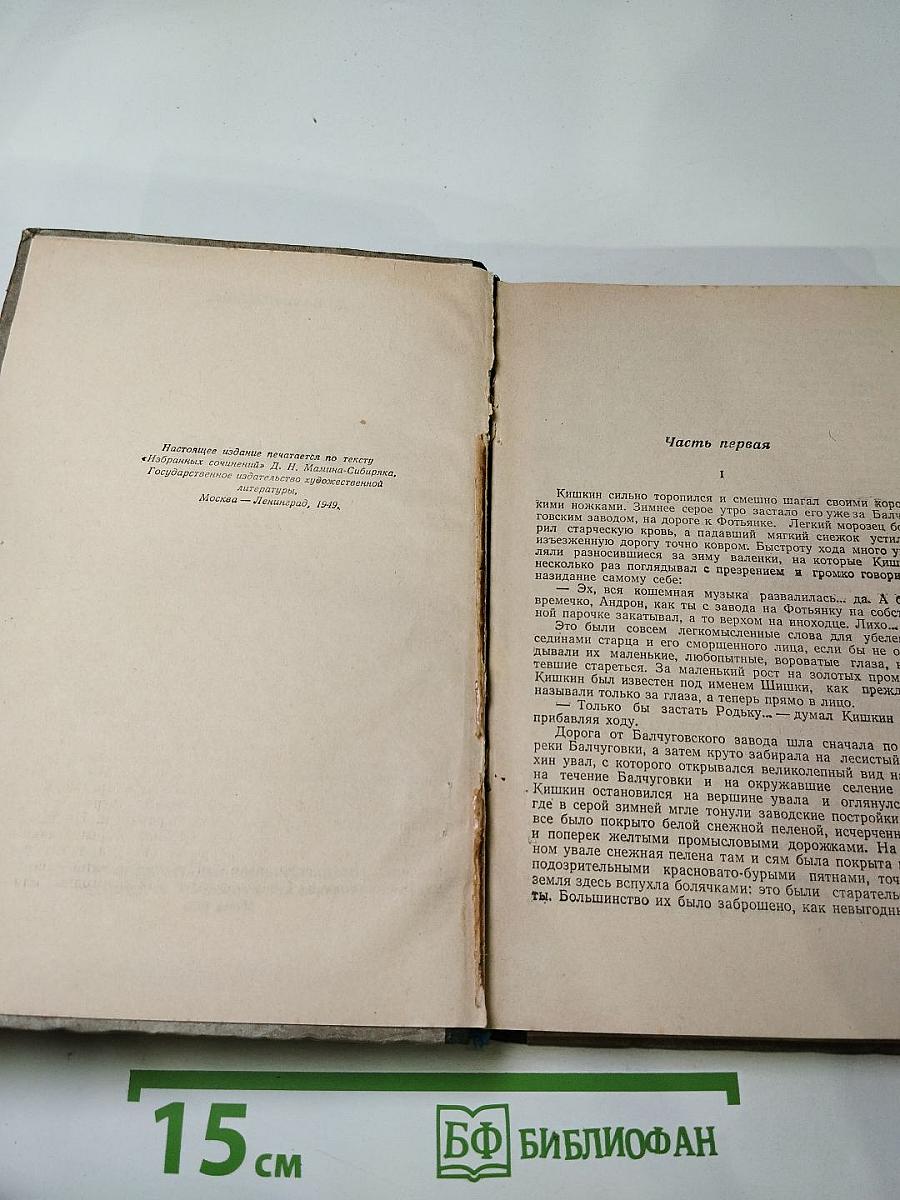 Настоящее издание печатается по тексту
«Избранных сочинений» Д. Н. Мамина-Сибиряка,
Государственное издательство художественной
литературы,
Москва — Ленинград, 1949.
Часть первая
I
Кишкин сильно торопился и смешно шагал своими корот
кими ножками. Зимнее серое утро застало его уже за Балчу
говским заводом, на дороге к Фотьянке. Легкий морозец бод
рил старческую кровь, а падавший мягкий снежок устил
изъезженную дорогу точно ковром. Быстроту хода много у
ляли разносившиеся за зиму валенки, на которые Кишк
несколько раз поглядывал с презрением и громко говори
назидание самому себе:
— Эх, вся кошемная музыка развалилась... да. А б
времечко, Андрон, как ты с завода на Фотьянку на собст
ной парочке закатывал, а то верхом на иноходце. Лихо...
Это были совсем легкомысленные слова для убелен
сединами старца и его сморщенного лица, если бы не о
дывали их маленькие, любопытные, вороватые глаза, н
тевшие стареться. За маленький рост на золотых пром
Кишкин был известен под именем Шишки, как прежд
называли только за глаза, а теперь прямо в лицо.
— Только бы застать Родьку... — думал Кишкин
прибавляя ходу.
Дорога от Балчуговского завода шла сначала по
реки Балчуговки, а затем круто забирала на лесистый
хин увал, с которого открывался великолепный вид на
на течение Балчуговки и на окружавшие селение
Кишкин остановился на вершине увала и оглянулс
где в серой зимней мгле тонули заводские постройки
все было покрыто белой снежной пеленой, исчерченн
и поперек желтыми промысловыми дорожками. На
ном увале снежная пелена там и сям была покрыта
подозрительными красновато-бурыми пятнами, точ
земля здесь вспухла болячками: это были старатель
ты. Большинство их было заброшено, как невыгодны
15 см
БФ БИБЛИОФАН